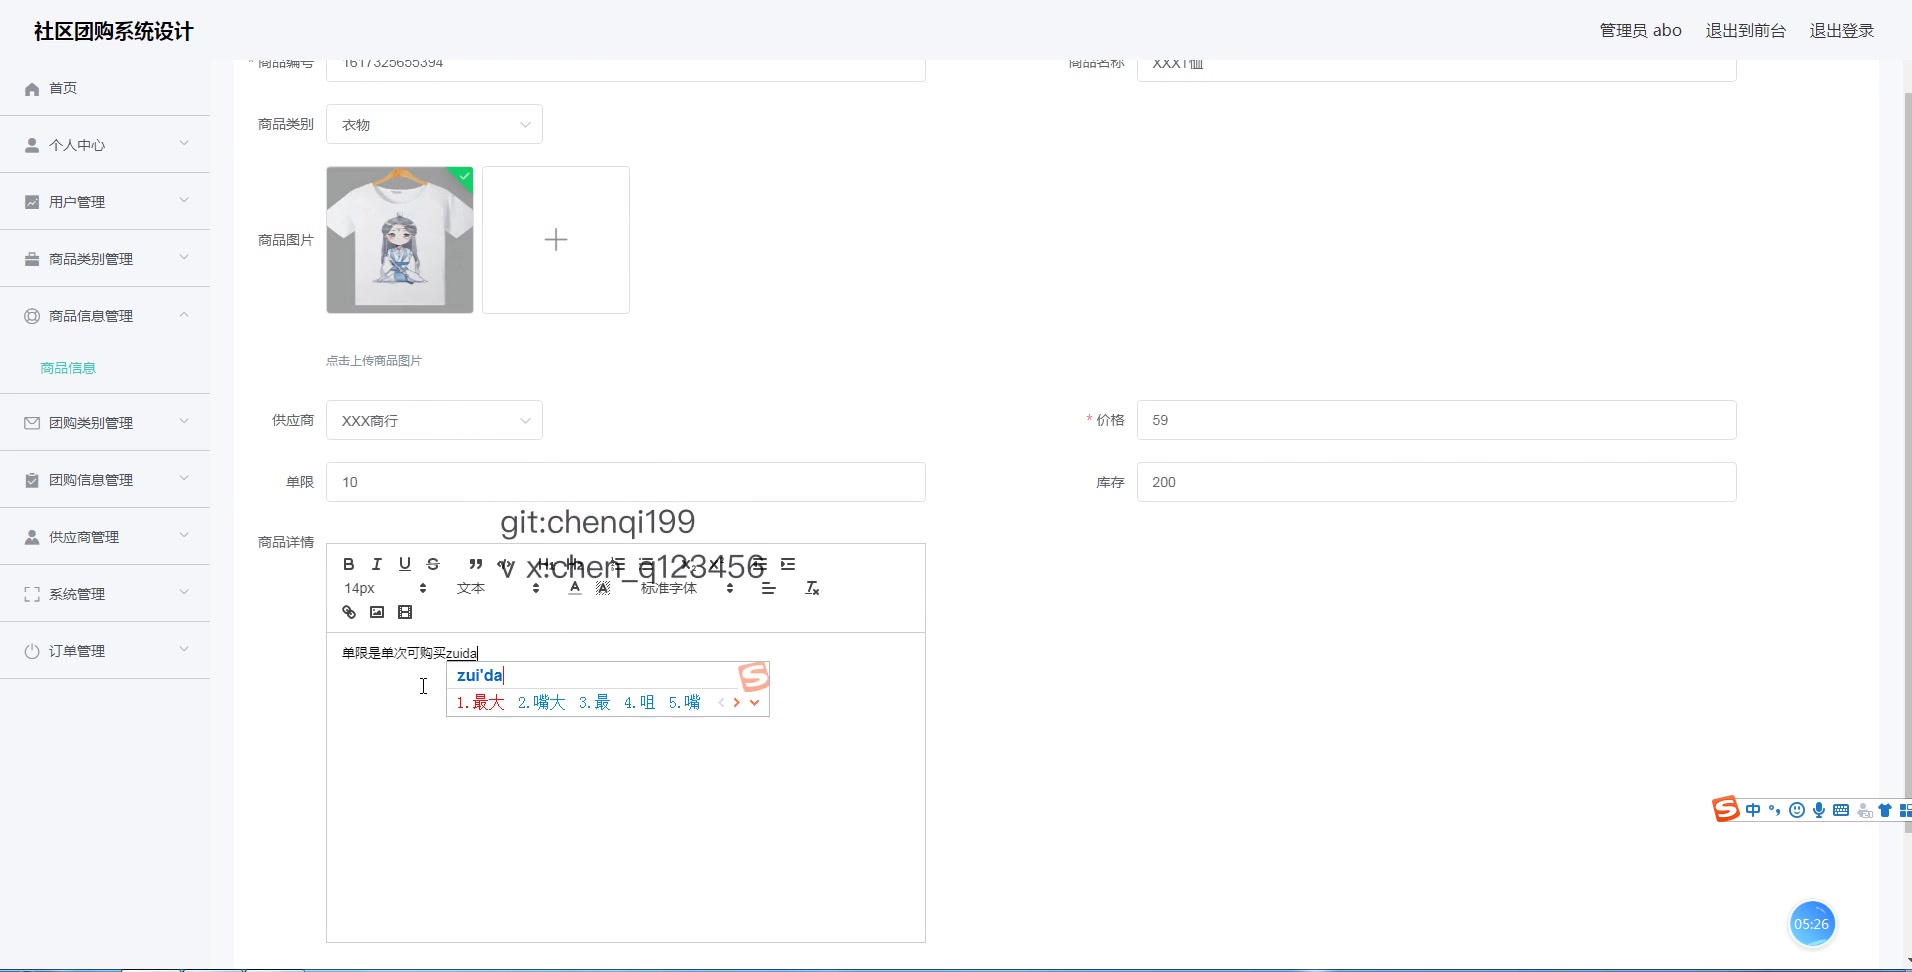 社区团购系统设计
管理员 abo 退出到前台 退出登录
* 商品编号 1617325655394 商品名称 XXXT恤
首页
商品类别 衣物
个人中心
用户管理
商品图片
商品类别管理
商品信息管理
点击上传商品图片
商品信息
供应商 XXX商行 * 价格 59
团购类别管理
单限 10 库存 200
团购信息管理
git:chenqi199
商品详情
供应商管理
v x:chen_q123456
B I U S H1 H2
14px 文本 标准字体
系统管理
单限是单次可购买zuida
订单管理
zui'da
1.最大 2.嘴大 3.最 4.咀 5.嘴
中
05:26